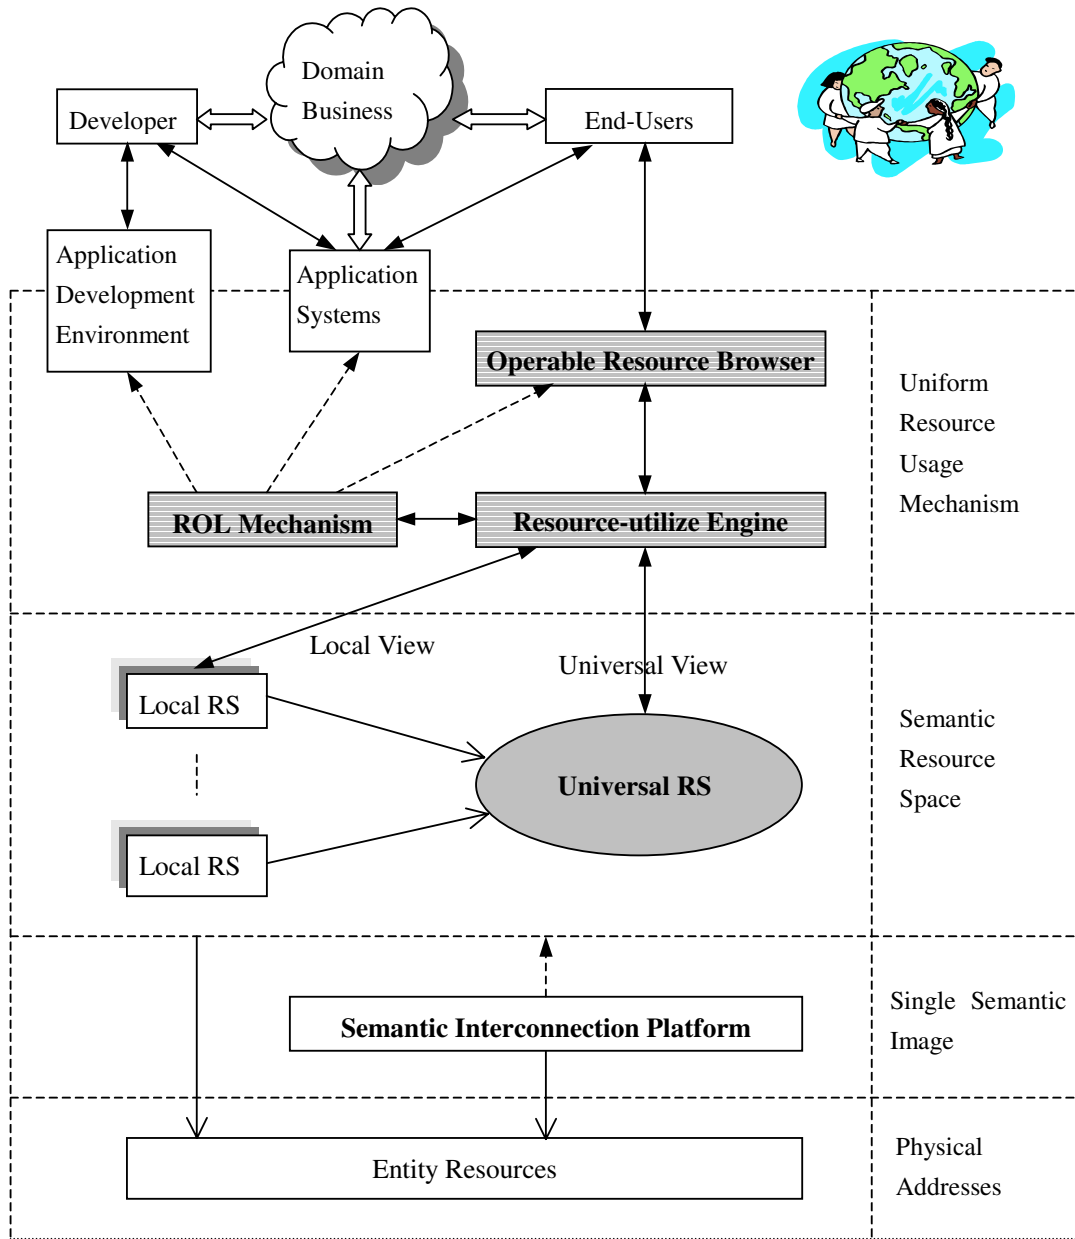 Domain
Business
Developer
End-Users
Application
Development
Environment
Application
Systems
Operable Resource Browser
Uniform
Resource
Usage
Mechanism
ROL Mechanism
Resource-utilize Engine
Local View
Universal View
Local RS
Universal RS
Local RS
Semantic
Resource
Space
Semantic Interconnection Platform
Single Semantic
Image
Entity Resources
Physical
Addresses